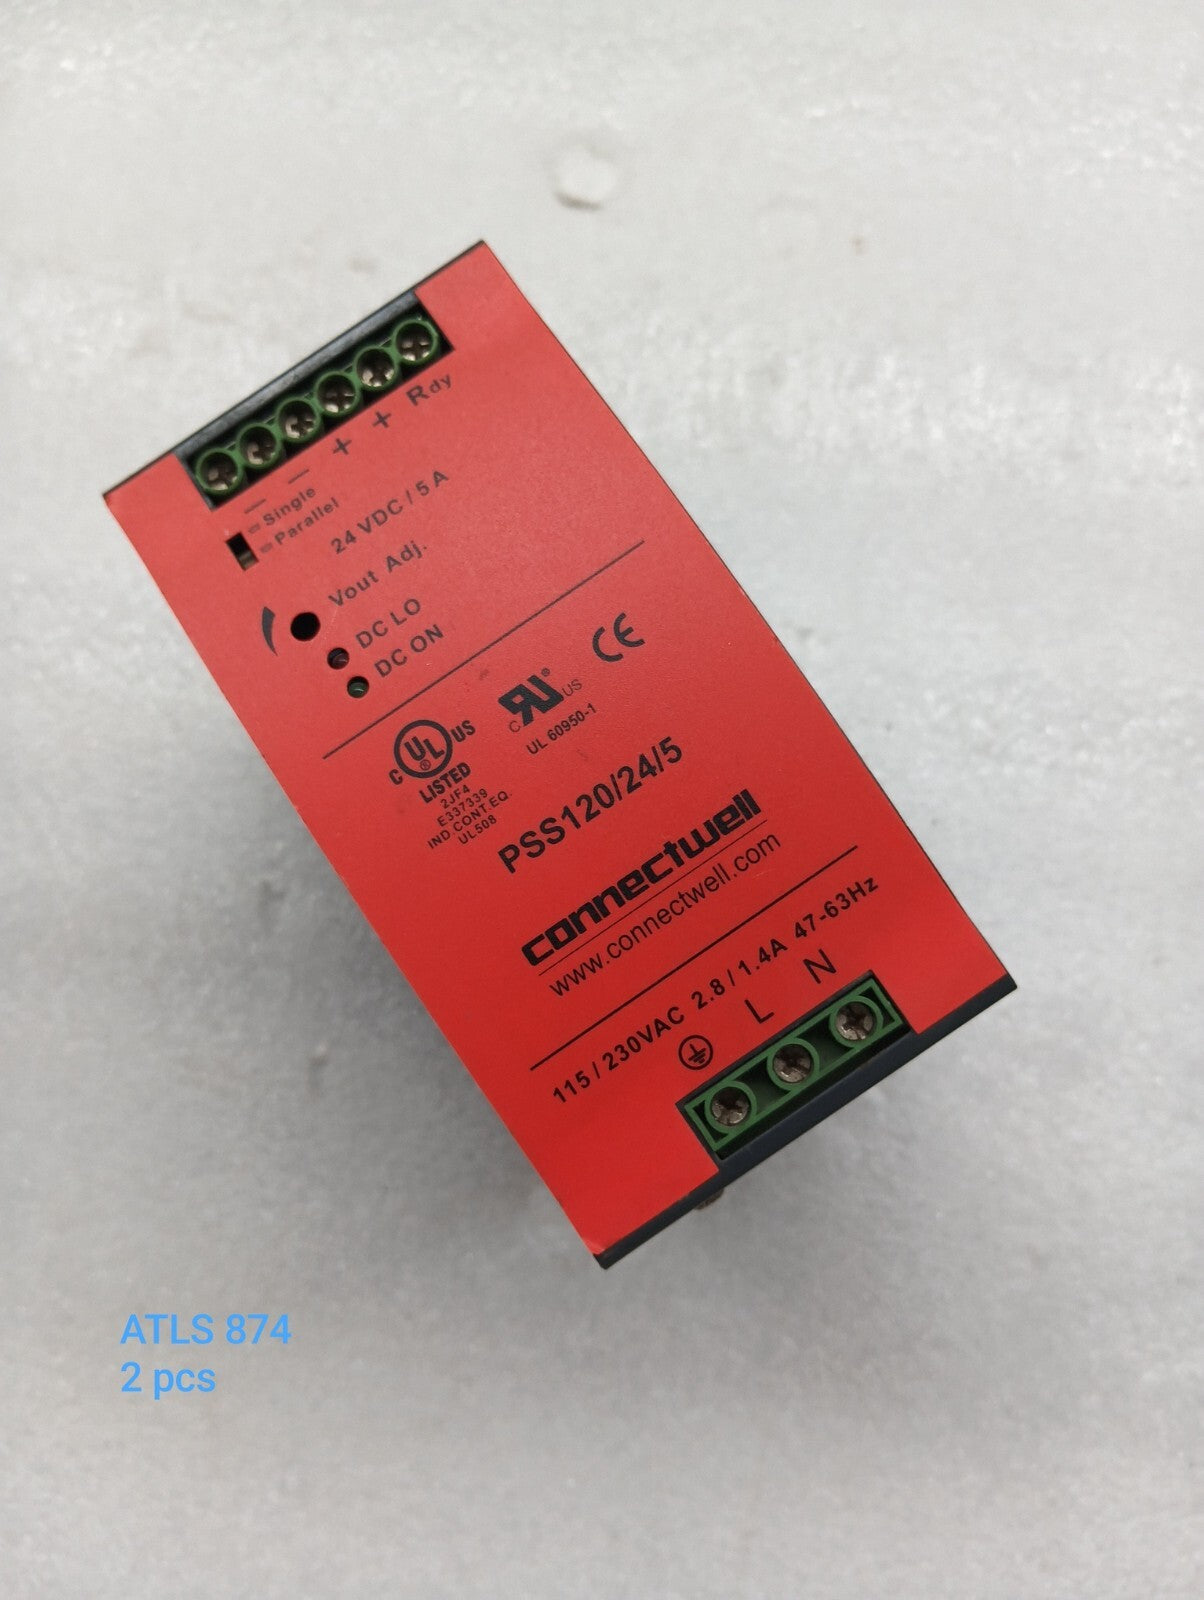 Rdy
+ +
– –
Single
Parallel
24 VDC / 5 A
Vout Adj.
DC LO
DC ON
C UL US
®
LISTED
2JF4
E337339
IND.CONT.EQ.
UL508
C RU ® US
UL 60950-1
CE
PSS120/24/5
connectwell
www.connectwell.com
115 / 230VAC 2.8 / 1.4A 47-63Hz
L N
ATLS 874
2 pcs